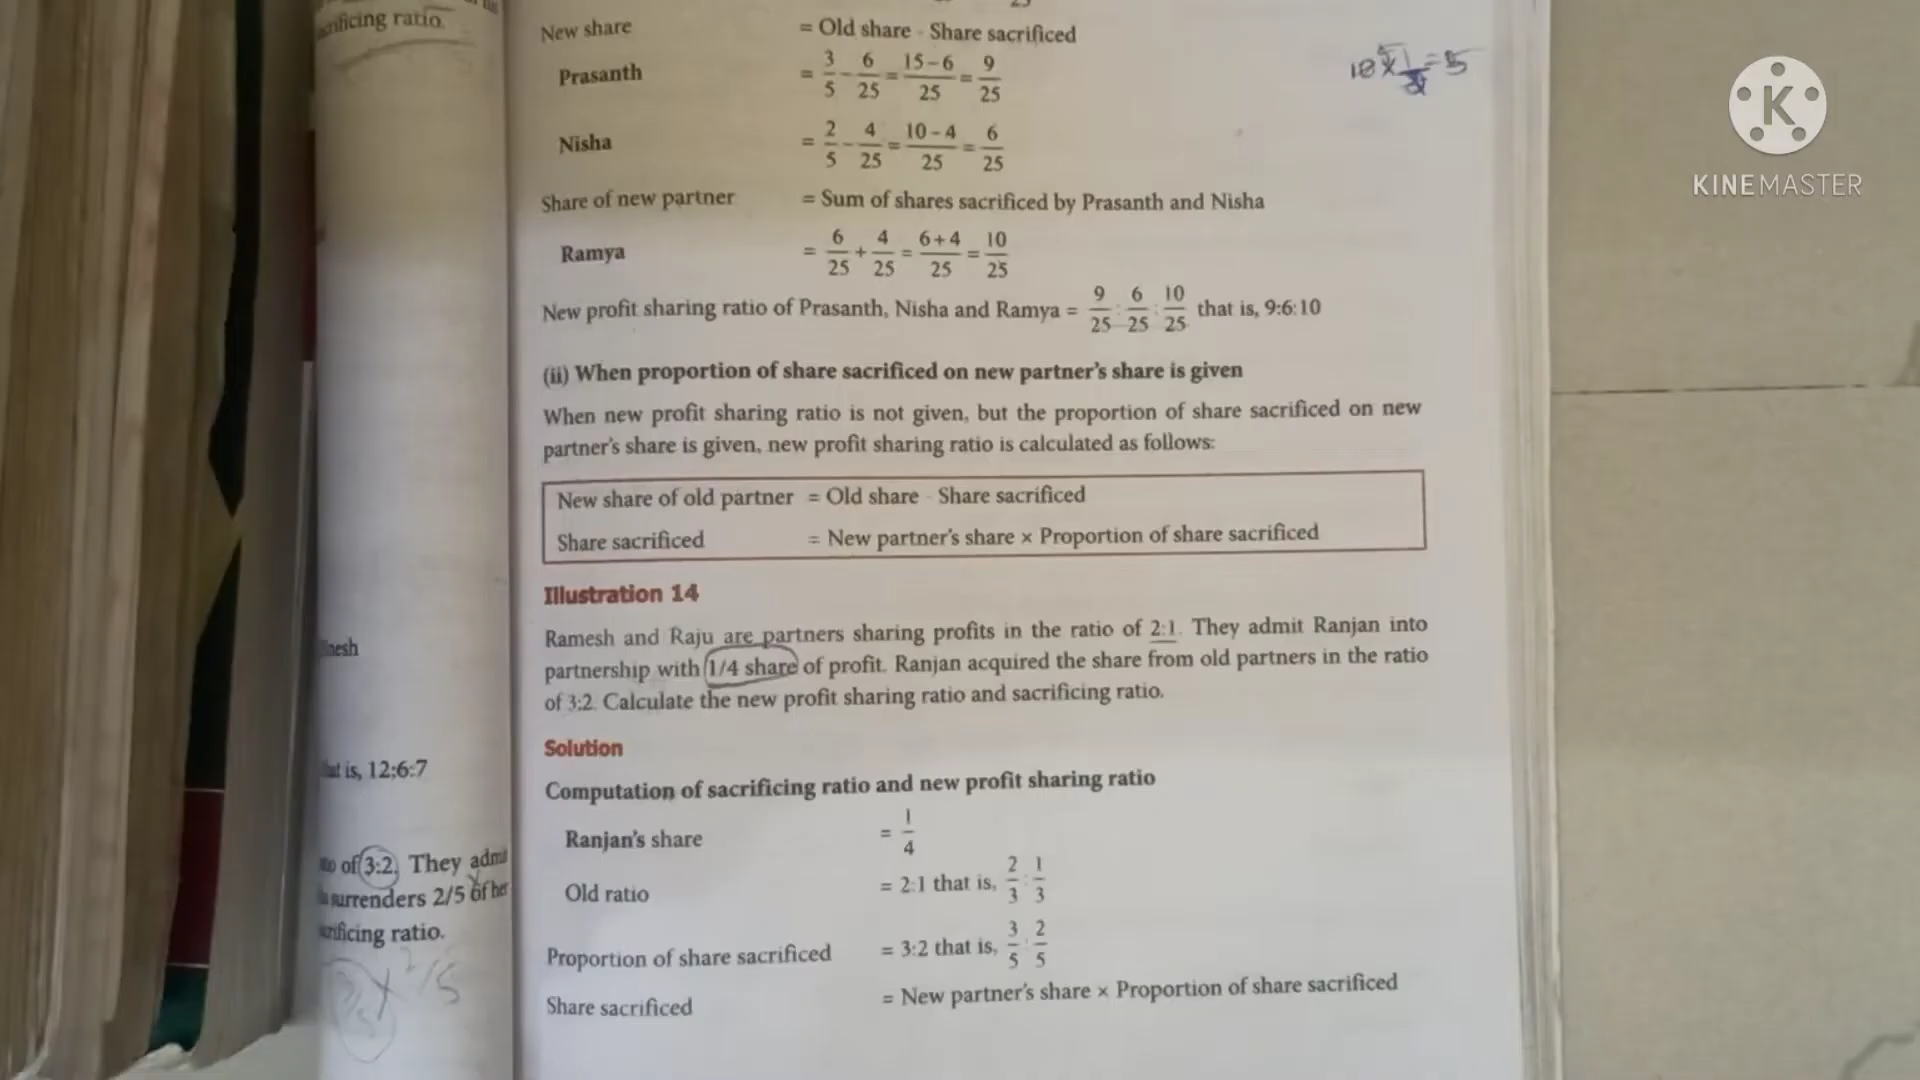 rificing ratio.
New share = Old share - Share sacrificed
Prasanth = 3/5 - 6/25 = 15-6/25 = 9/25
Nisha = 2/5 - 4/25 = 10-4/25 = 6/25
Share of new partner = Sum of shares sacrificed by Prasanth and Nisha
Ramya = 6/25 + 4/25 = 6+4/25 = 10/25
New profit sharing ratio of Prasanth, Nisha and Ramya = 9/25 : 6/25 : 10/25 that is, 9:6:10
(ii) When proportion of share sacrificed on new partner's share is given
When new profit sharing ratio is not given, but the proportion of share sacrificed on new
partner's share is given, new profit sharing ratio is calculated as follows:
New share of old partner = Old share - Share sacrificed
Share sacrificed = New partner's share × Proportion of share sacrificed
Illustration 14
Ramesh and Raju are partners sharing profits in the ratio of 2:1. They admit Ranjan into
partnership with 1/4 share of profit. Ranjan acquired the share from old partners in the ratio
of 3:2. Calculate the new profit sharing ratio and sacrificing ratio.
Solution
Computation of sacrificing ratio and new profit sharing ratio
Ranjan's share = 1/4
Old ratio = 2:1 that is, 2/3 : 1/3
Proportion of share sacrificed = 3:2 that is, 3/5 : 2/5
Share sacrificed = New partner's share × Proportion of share sacrificed
nesh
at is, 12:6:7
of 3:2. They admi
surrenders 2/5 of her
rificing ratio.
K
KINEMASTER